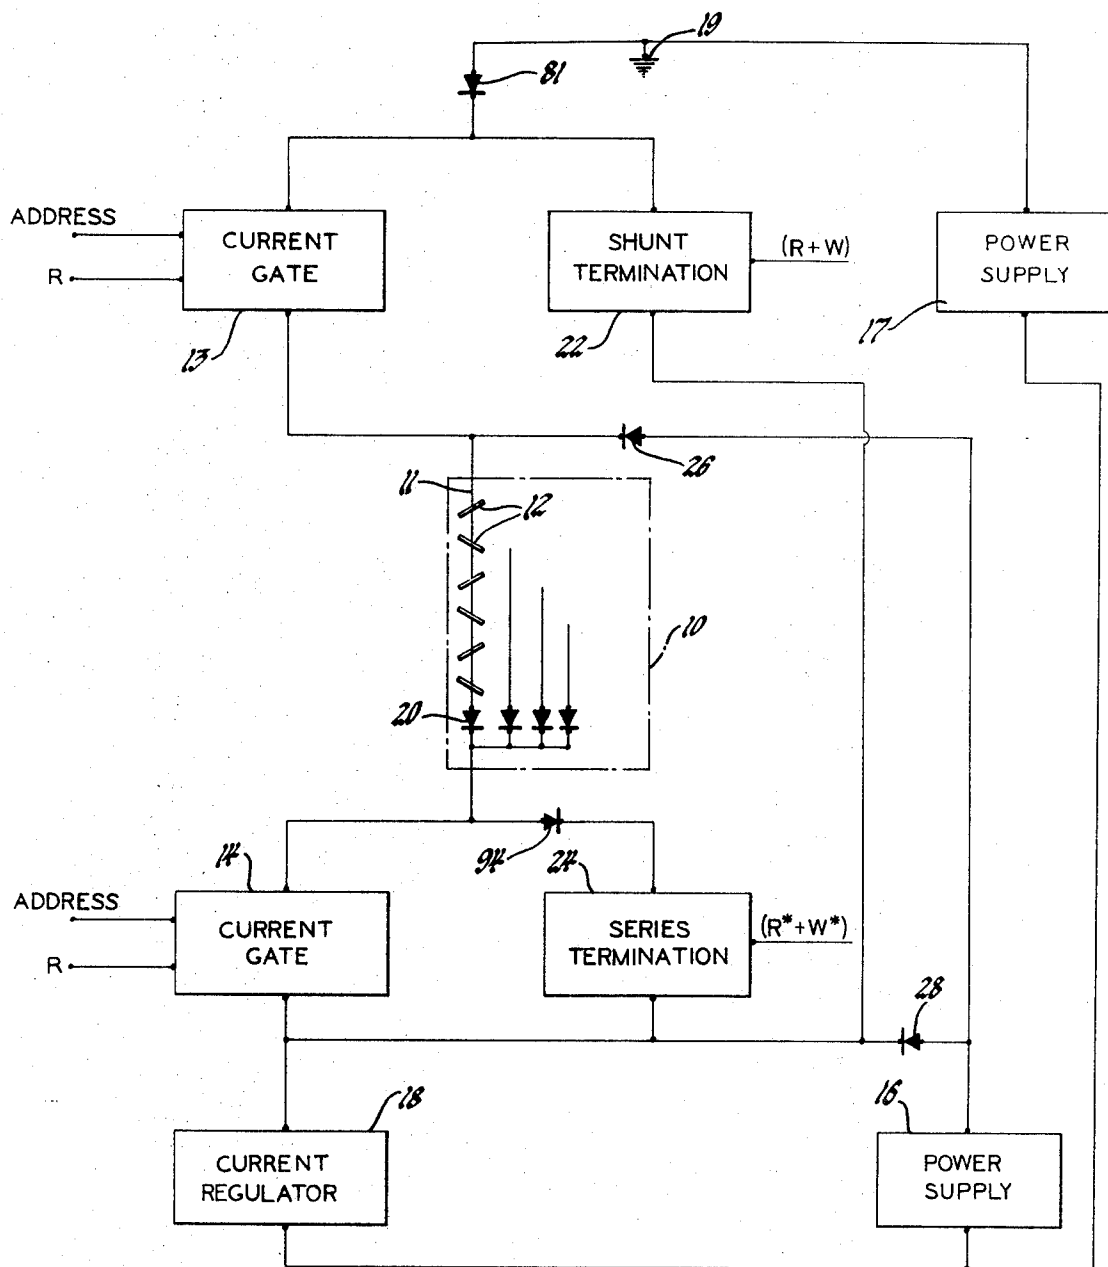 19
81
ADDRESS
R
CURRENT
GATE
13
SHUNT
TERMINATION
(R+W)
22
POWER
SUPPLY
17
26
11
12
10
20
94
14
24
ADDRESS
R
CURRENT
GATE
SERIES
TERMINATION
(R*+W*)
28
18
CURRENT
REGULATOR
16
POWER
SUPPLY